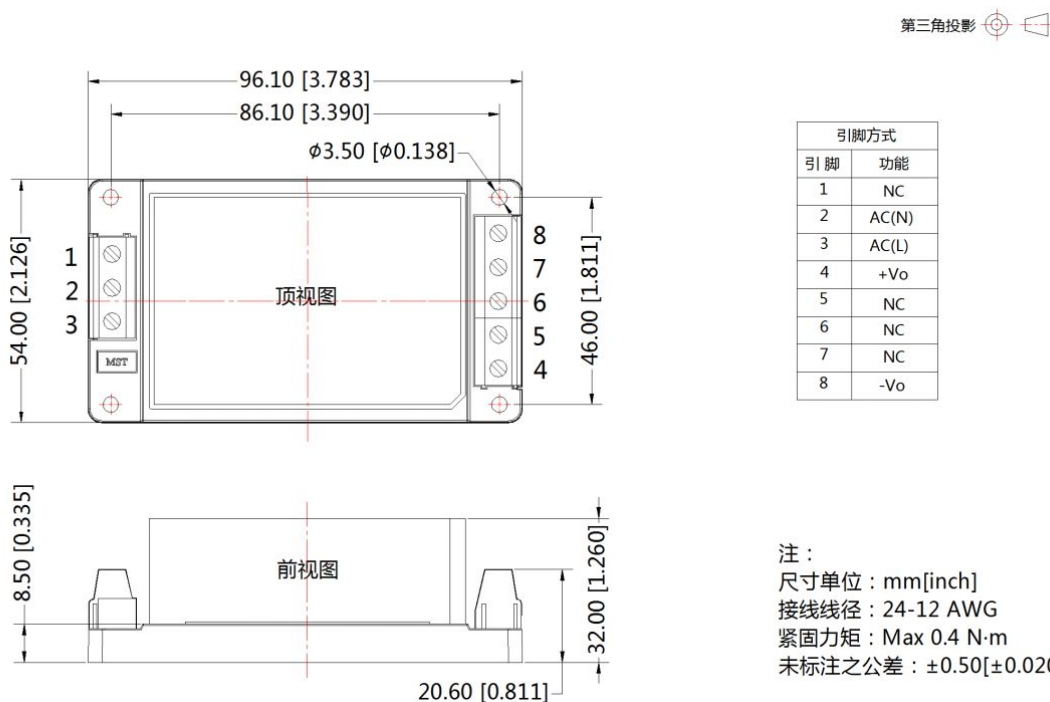 第三角投影
96.10 [3.783]
86.10 [3.390]
φ3.50 [φ0.138]
54.00 [2.126]
1
2
3
MST
顶视图
8
7
6
5
4
46.00 [1.811]
引脚方式
引脚 功能
1 NC
2 AC(N)
3 AC(L)
4 +Vo
5 NC
6 NC
7 NC
8 -Vo
8.50 [0.335]
前视图
32.00 [1.260]
20.60 [0.811]
注：
尺寸单位：mm[inch]
接线线径：24-12 AWG
紧固力矩：Max 0.4 N·m
未标注之公差：±0.50[±0.020